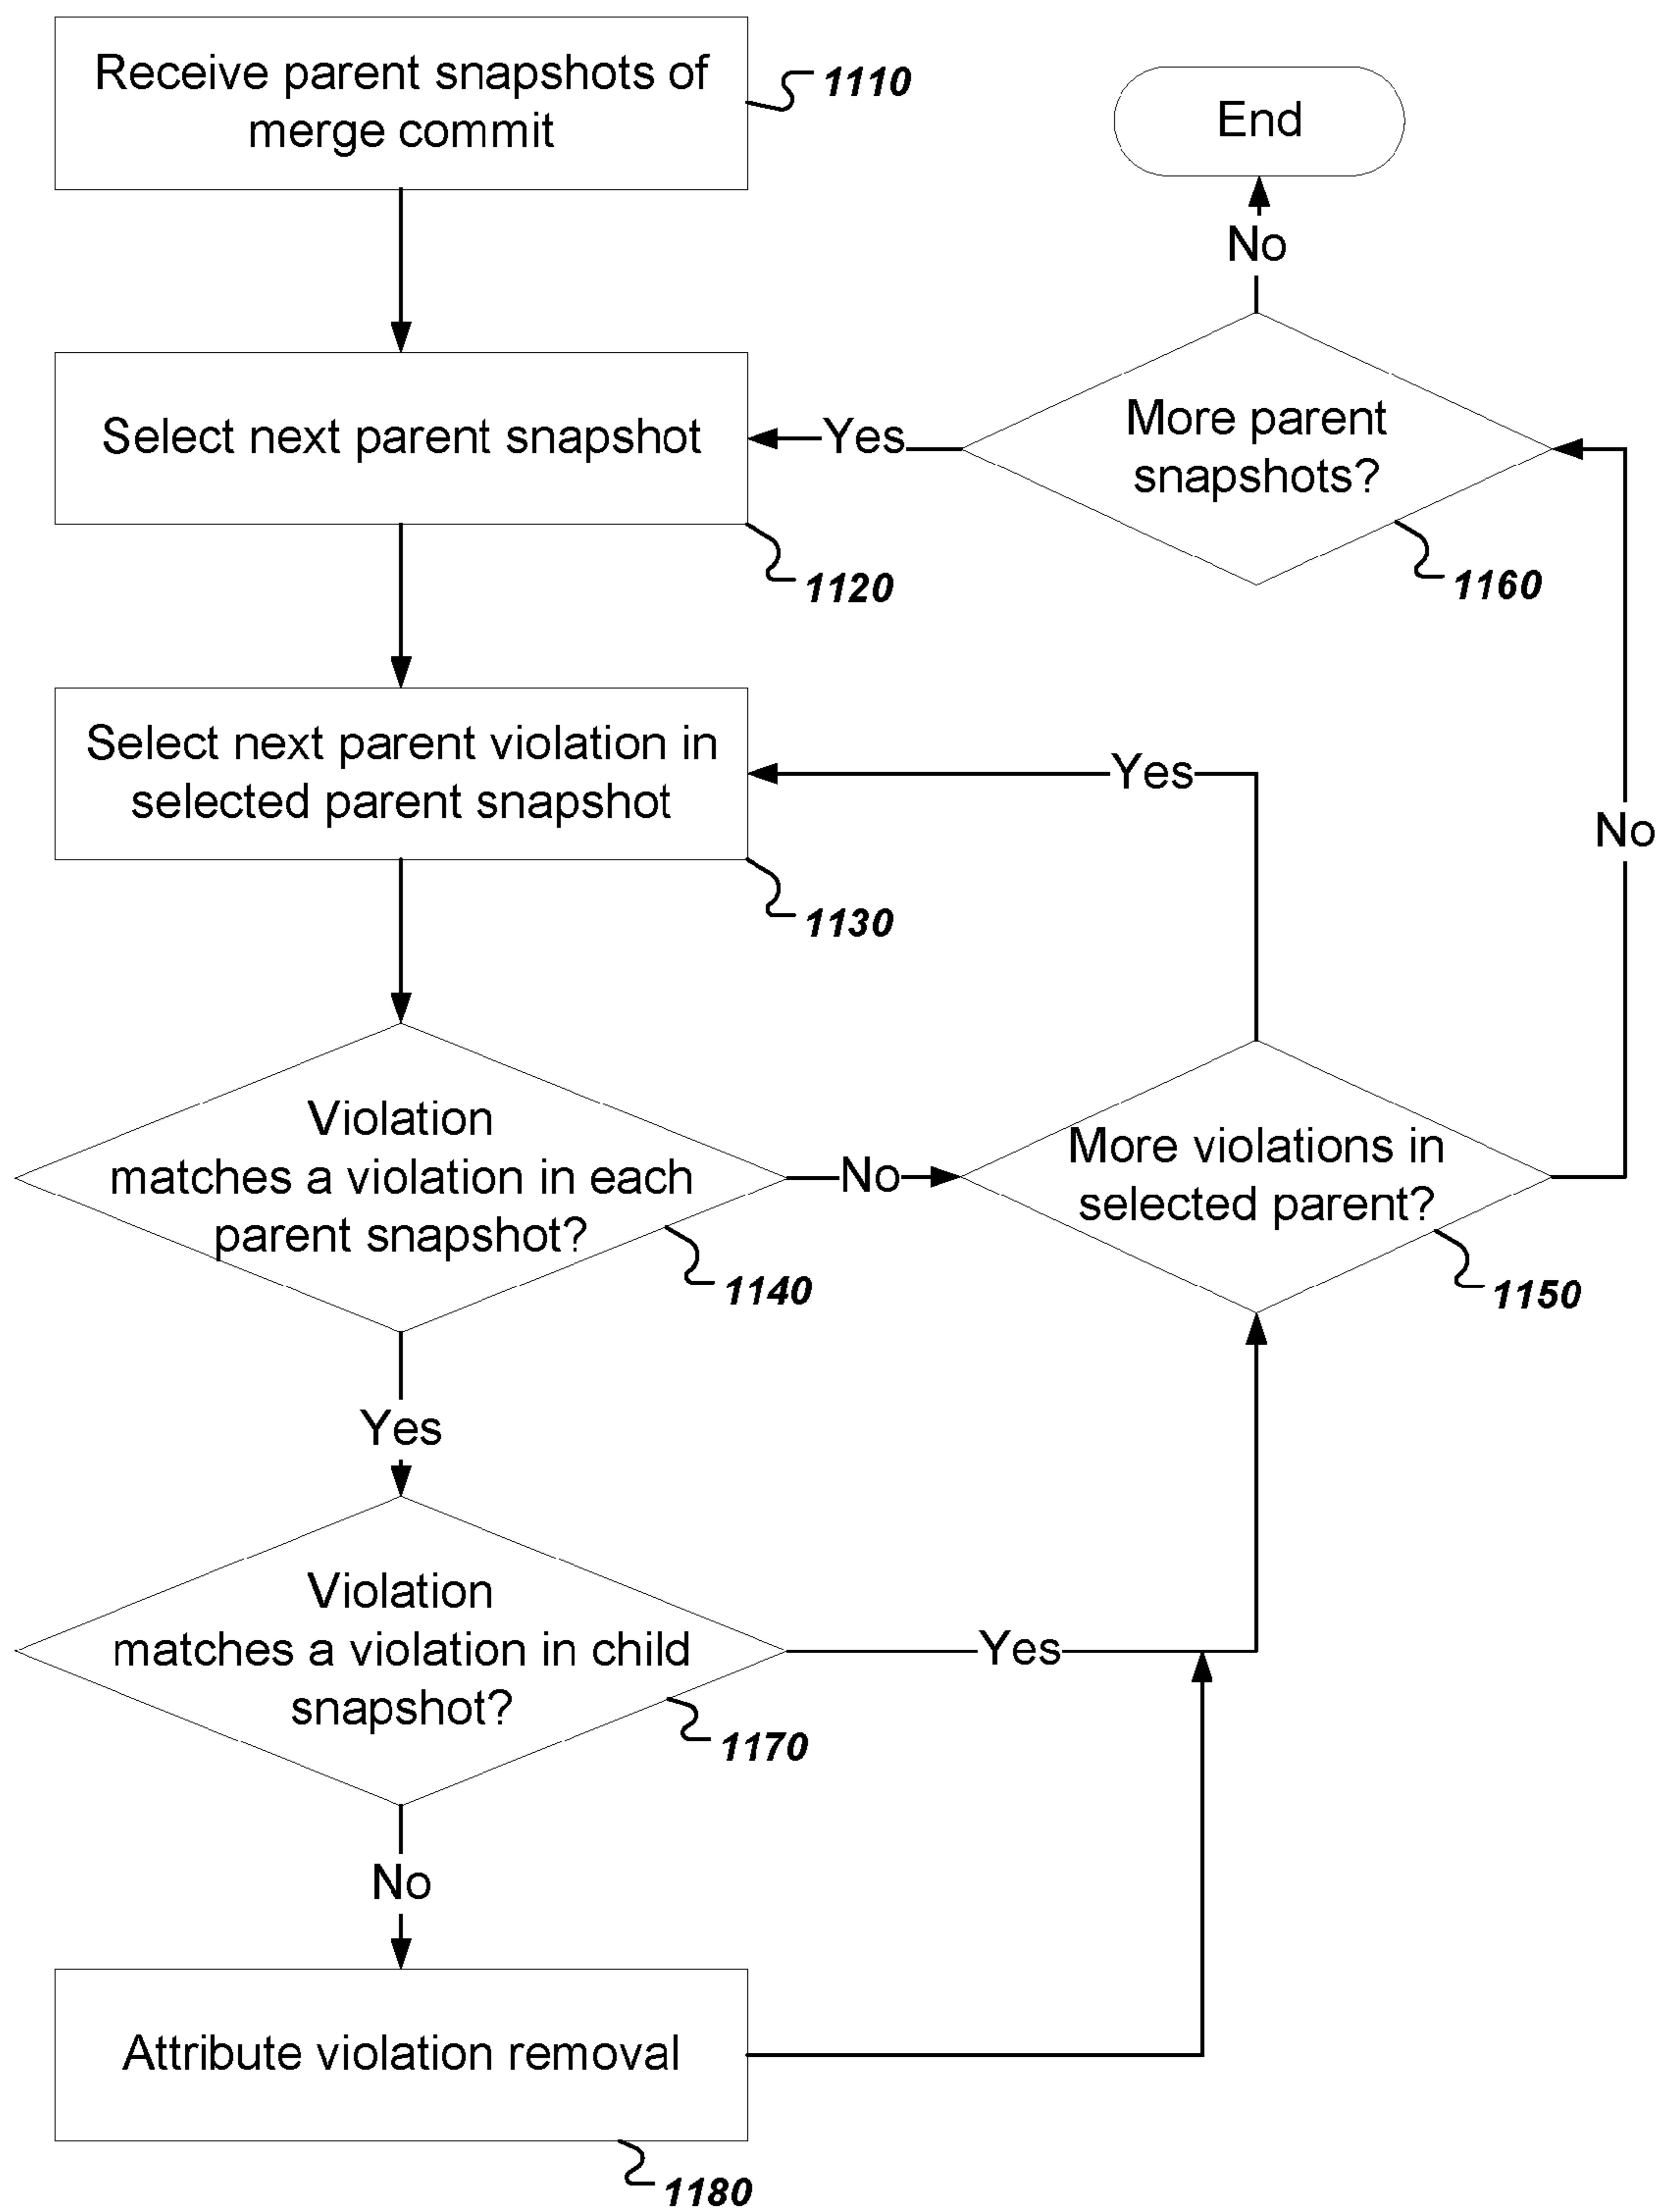 Receive parent snapshots of
merge commit
1110
End
No
Select next parent snapshot
Yes
More parent
snapshots?
1120
1160
Select next parent violation in
selected parent snapshot
Yes
No
1130
Violation
matches a violation in each
parent snapshot?
No
More violations in
selected parent?
1140
1150
Yes
Violation
matches a violation in child
snapshot?
Yes
1170
No
Attribute violation removal
1180